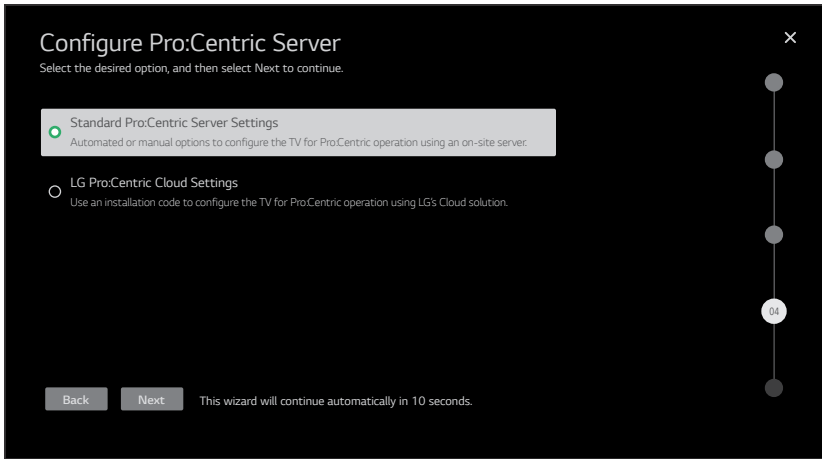 Configure Pro:Centric Server
Select the desired option, and then select Next to continue.
Standard Pro:Centric Server Settings
Automated or manual options to configure the TV for Pro:Centric operation using an on-site server.
LG Pro:Centric Cloud Settings
Use an installation code to configure the TV for Pro:Centric operation using LG's Cloud solution.
04
Back
Next
This wizard will continue automatically in 10 seconds.